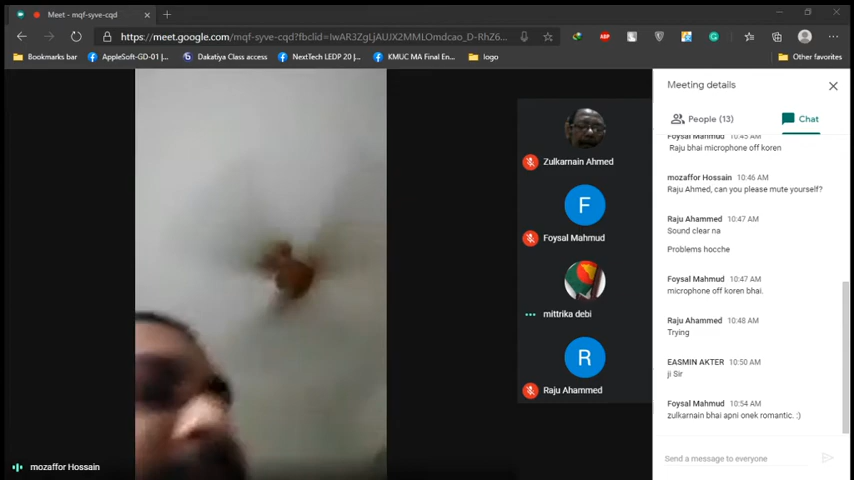 Meet - mqf-syve-cqd
https://meet.google.com/mqf-syve-cqd?fbclid=IwAR3ZgLjAUJX2MMLOmdcao_D-RhZ6...
Bookmarks bar
AppleSoft-GD-01 |...
Dakatiya Class access
NextTech LEDP 20 |...
KMUC MA Final En...
logo
Other favorites
ABP
Meeting details
People (13)
Chat
Foysal Mahmud 10:45 AM
Raju bhai microphone off koren
mozaffor Hossain 10:46 AM
Raju Ahmed, can you please mute yourself?
Raju Ahammed 10:47 AM
Sound clear na
Problems hocche
Foysal Mahmud 10:47 AM
microphone off koren bhai.
Raju Ahammed 10:48 AM
Trying
EASMIN AKTER 10:50 AM
ji Sir
Foysal Mahmud 10:54 AM
zulkarnain bhai apni onek romantic. :)
Send a message to everyone
Zulkarnain Ahmed
F
Foysal Mahmud
mittrika debi
R
Raju Ahammed
mozaffor Hossain